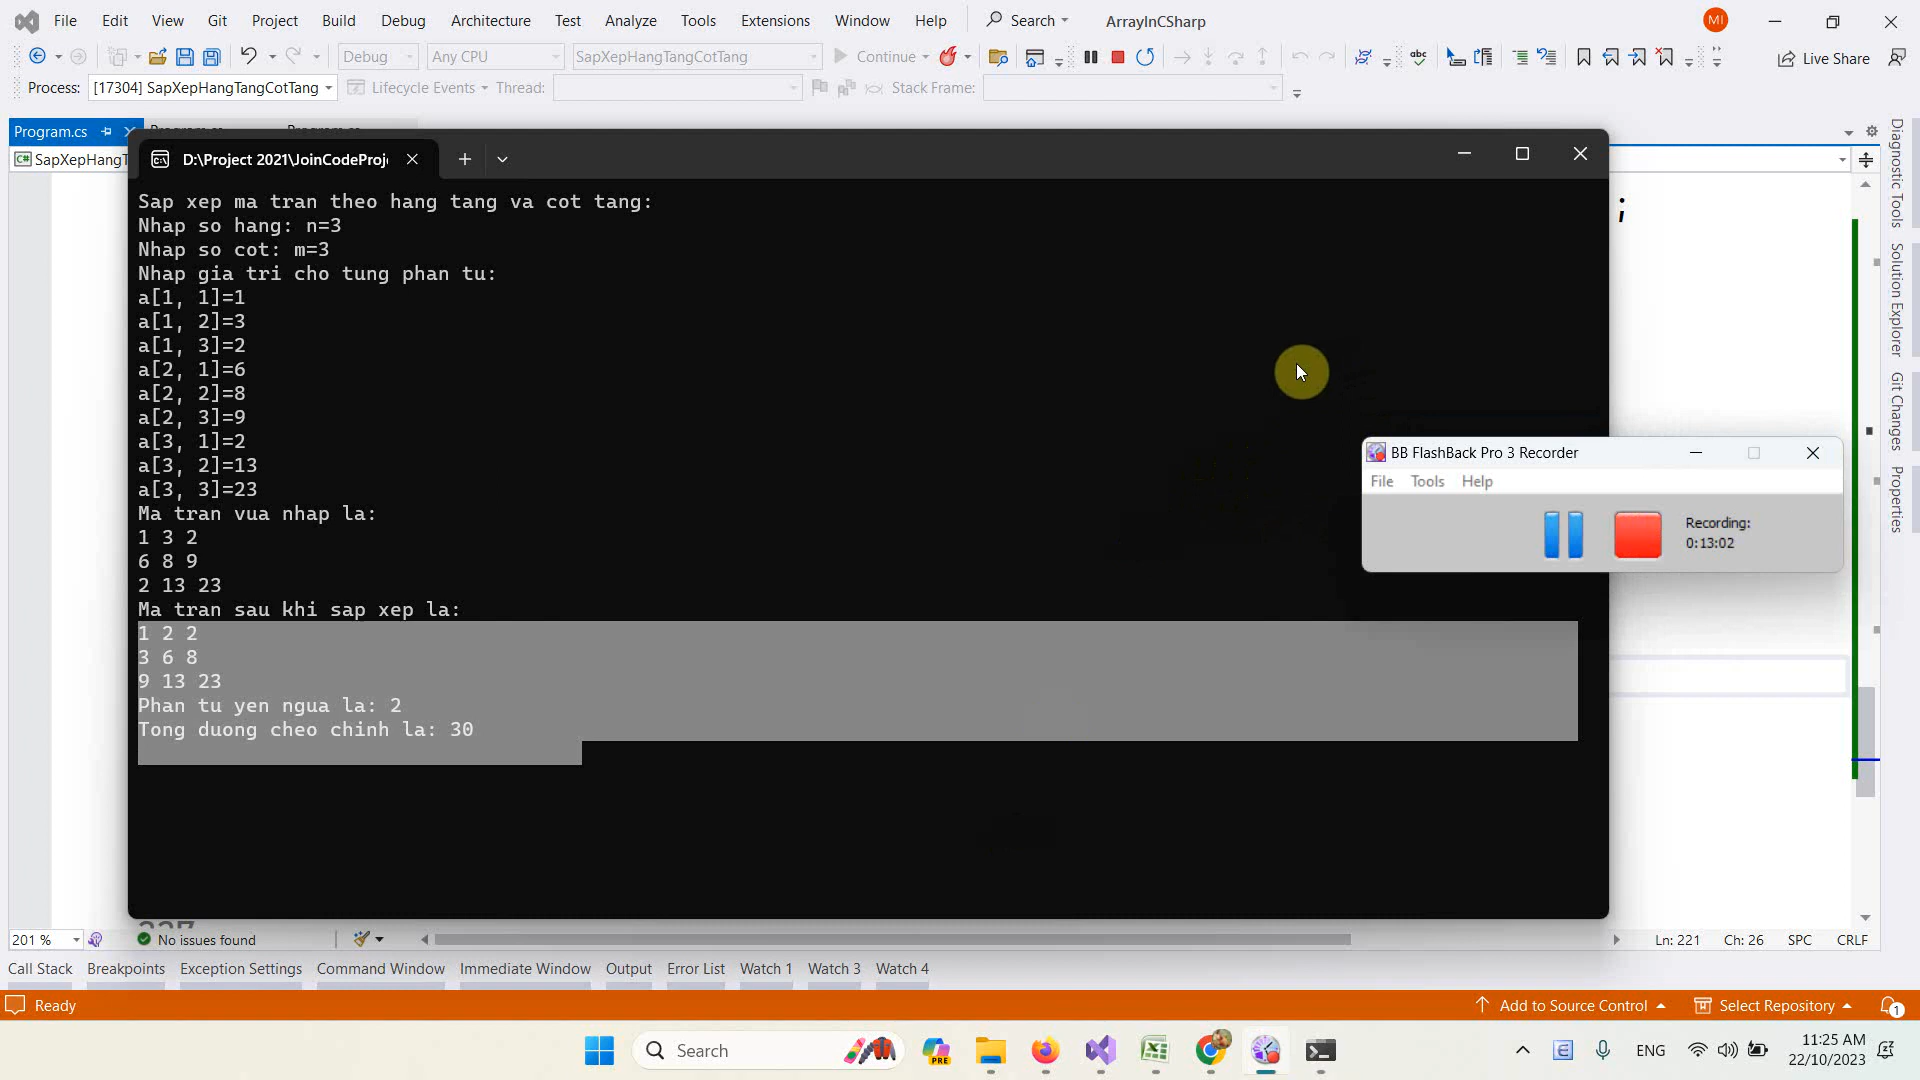 File Edit View Git Project Build Debug Architecture Test Analyze Tools Extensions Window Help Search ArrayInCSharp MI
Debug Any CPU SapXepHangTangCotTang Continue abc Live Share
Process: [17304] SapXepHangTangCotTang Lifecycle Events Thread: Stack Frame:
Program.cs
SapXepHangT
D:\Project 2021\JoinCodeProj
Sap xep ma tran theo hang tang va cot tang:
Nhap so hang: n=3
Nhap so cot: m=3
Nhap gia tri cho tung phan tu:
a[1, 1]=1
a[1, 2]=3
a[1, 3]=2
a[2, 1]=6
a[2, 2]=8
a[2, 3]=9
a[3, 1]=2
a[3, 2]=13
a[3, 3]=23
Ma tran vua nhap la:
1 3 2
6 8 9
2 13 23
Ma tran sau khi sap xep la:
1 2 2
3 6 8
9 13 23
Phan tu yen ngua la: 2
Tong duong cheo chinh la: 30
;
BB FlashBack Pro 3 Recorder
File Tools Help
Recording:
0:13:02
Diagnostic Tools
Solution Explorer
Git Changes
Properties
201 % No issues found Ln: 221 Ch: 26 SPC CRLF
Call Stack Breakpoints Exception Settings Command Window Immediate Window Output Error List Watch 1 Watch 3 Watch 4
Ready Add to Source Control Select Repository 1
Search PRE ENG 11:25 AM
22/10/2023